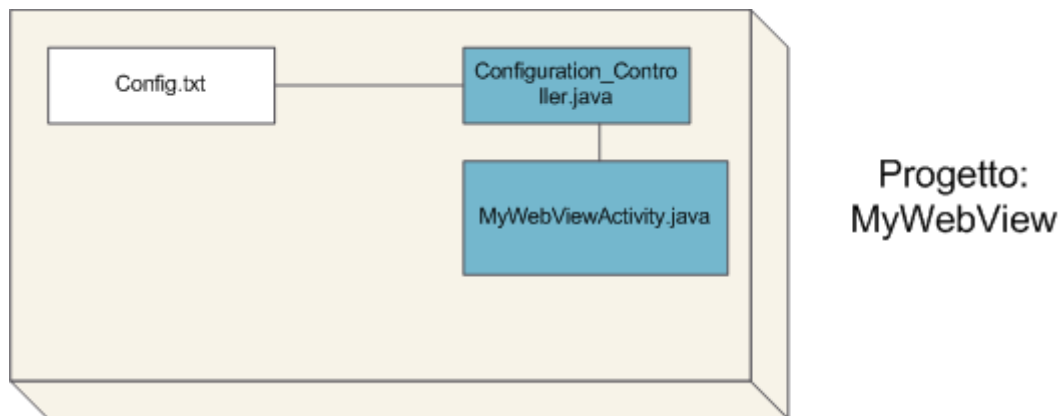 Config.txt
Configuration_Contro
ller.java
MyWebViewActivity.java
Progetto:
MyWebView